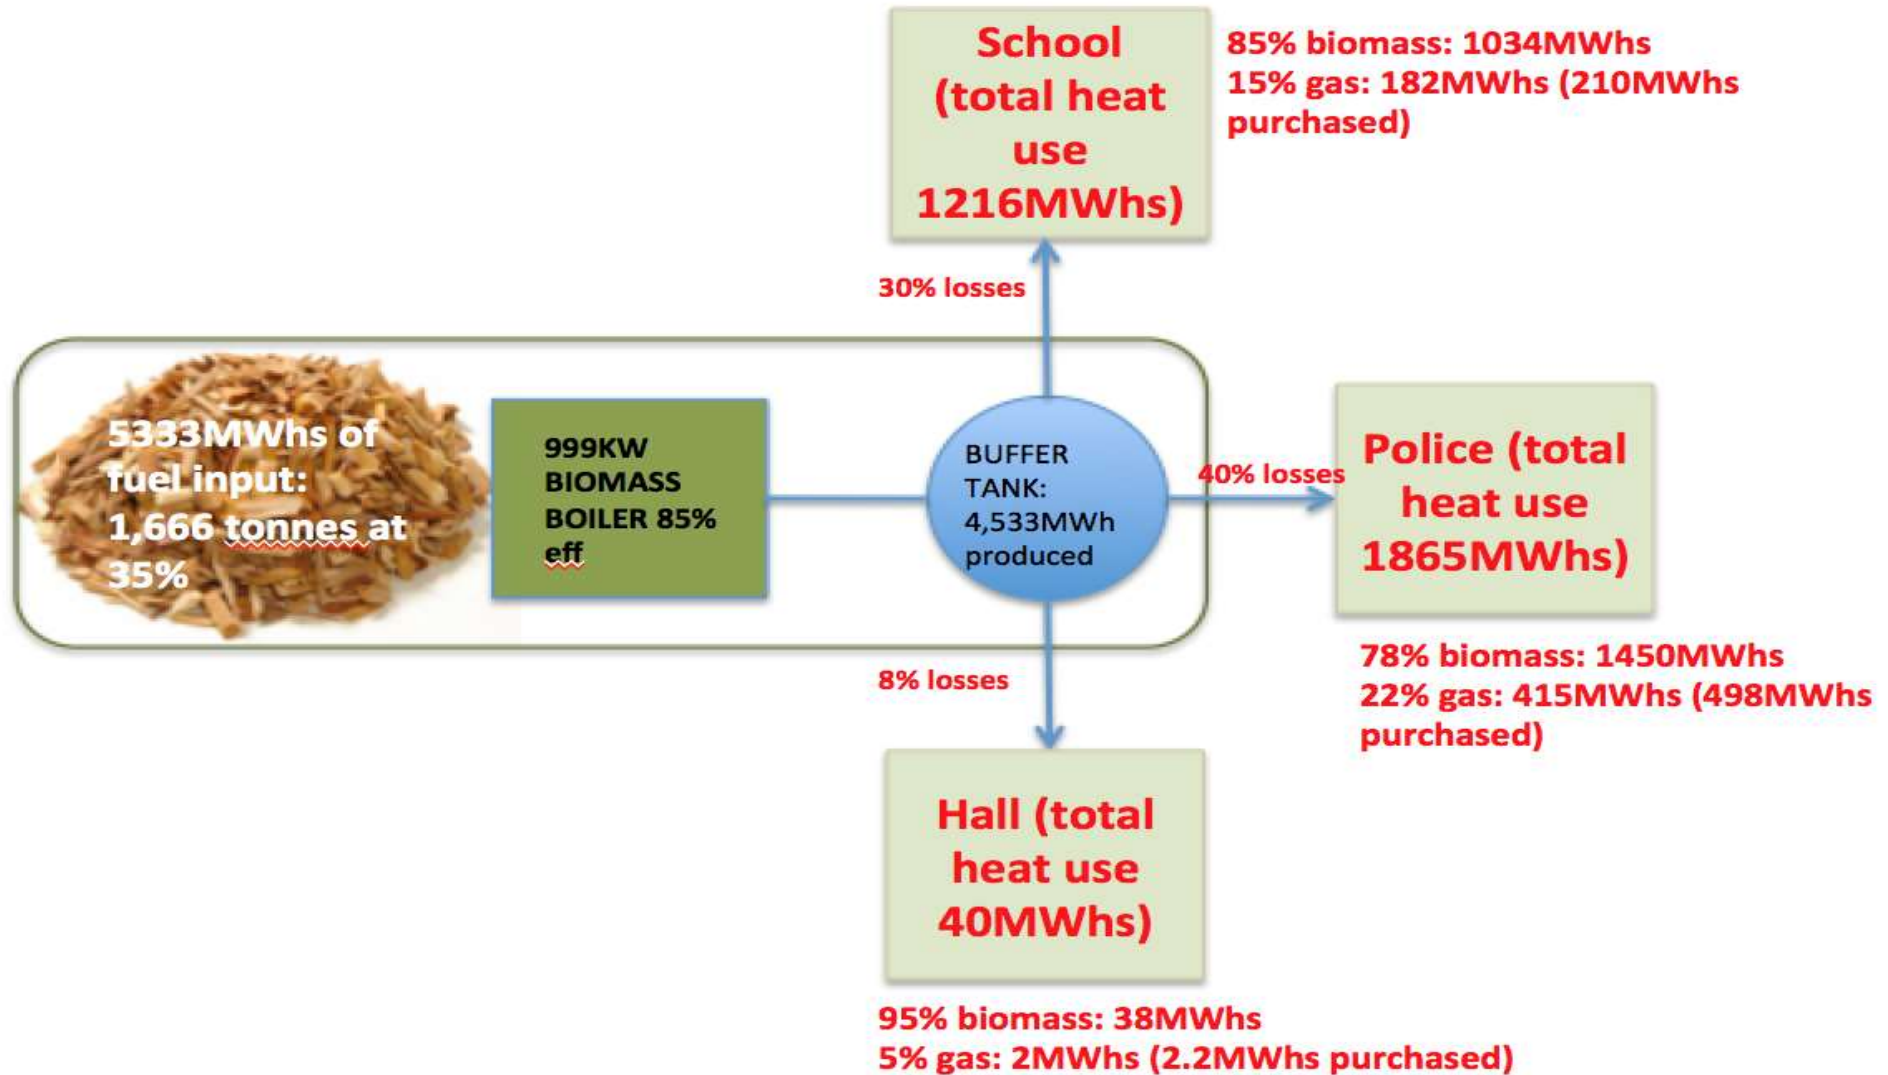 School
(total heat
use
1216MWhs)
85% biomass: 1034MWhs
15% gas: 182MWhs (210MWhs
purchased)
30% losses
5333MWhs of
fuel input:
1,666 tonnes at
35%
999KW
BIOMASS
BOILER 85%
eff
BUFFER
TANK:
4,533MWh
produced
40% losses
Police (total
heat use
1865MWhs)
78% biomass: 1450MWhs
22% gas: 415MWhs (498MWhs
purchased)
8% losses
Hall (total
heat use
40MWhs)
95% biomass: 38MWhs
5% gas: 2MWhs (2.2MWhs purchased)